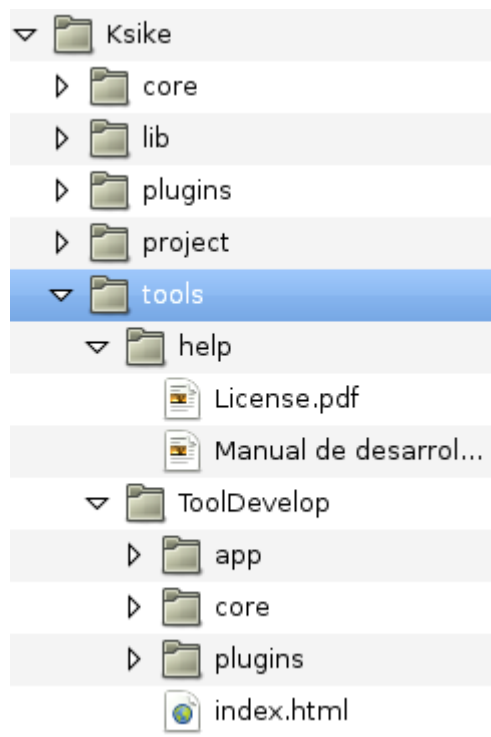 Ksike
core
lib
plugins
project
tools
help
License.pdf
Manual de desarrol...
ToolDevelop
app
core
plugins
index.html